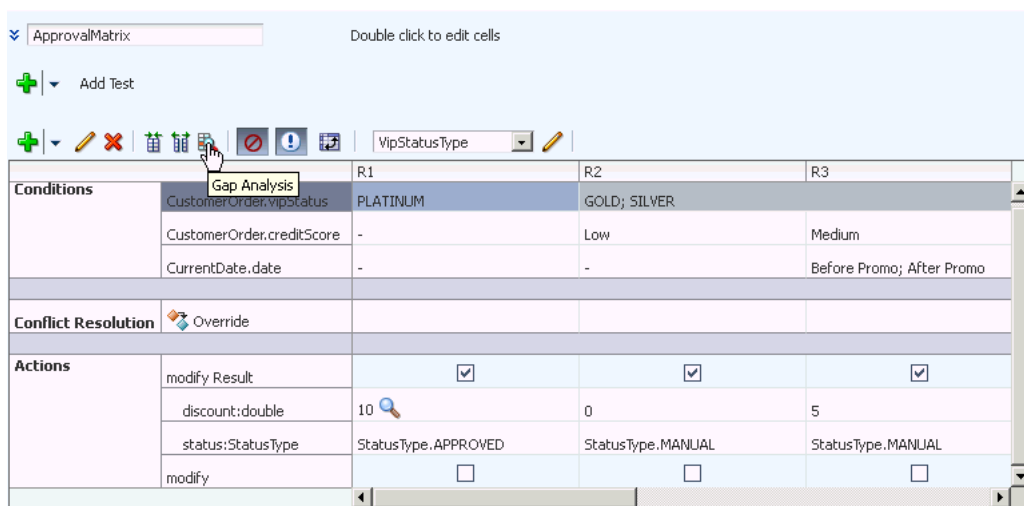 ApprovalMatrix Double click to edit cells
Add Test
VipStatusType
R1 R2 R3
Gap Analysis
Conditions CustomerOrder.vipStatus PLATINUM GOLD; SILVER
CustomerOrder.creditScore - Low Medium
CurrentDate.date - - Before Promo; After Promo
Conflict Resolution Override
Actions modify Result
discount:double 10 0 5
status:StatusType StatusType.APPROVED StatusType.MANUAL StatusType.MANUAL
modify